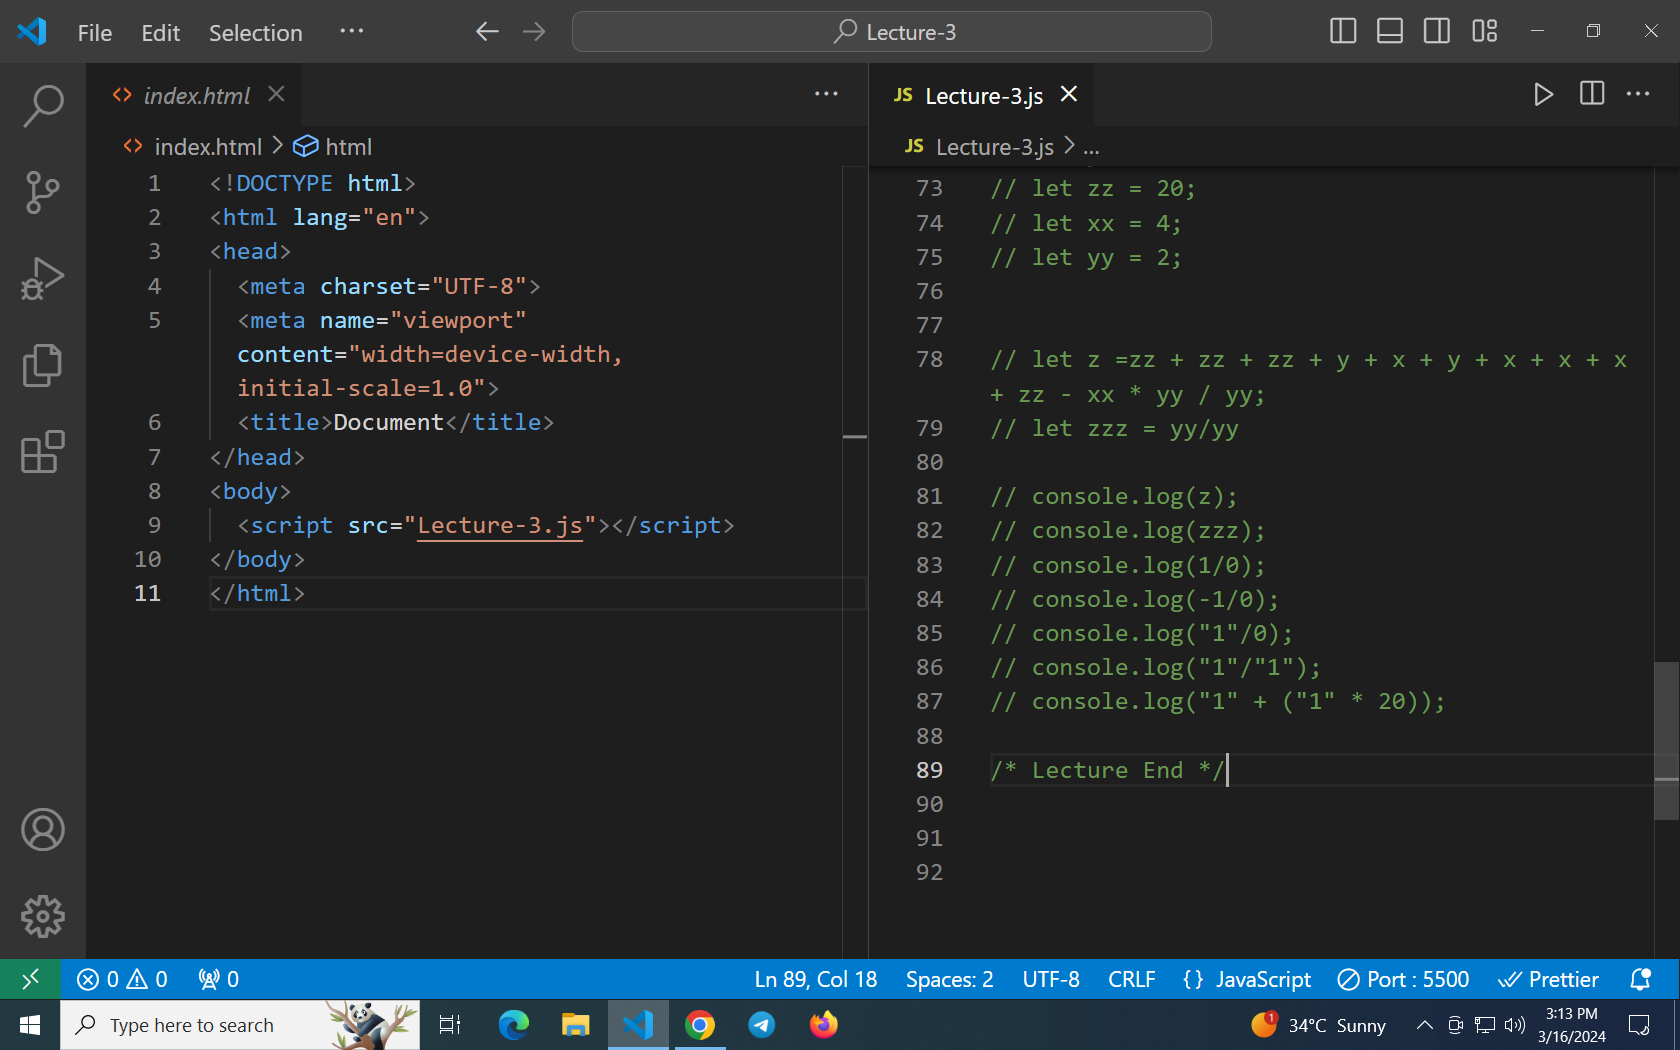 File Edit Selection ··· Lecture-3
index.html
index.html > html
1 <!DOCTYPE html>
2 <html lang="en">
3 <head>
4 <meta charset="UTF-8">
5 <meta name="viewport"
content="width=device-width,
initial-scale=1.0">
6 <title>Document</title>
7 </head>
8 <body>
9 <script src="Lecture-3.js"></script>
10 </body>
11 </html>
JS Lecture-3.js
JS Lecture-3.js > ...
73 // let zz = 20;
74 // let xx = 4;
75 // let yy = 2;
76
77
78 // let z =zz + zz + zz + y + x + y + x + x + x
+ zz - xx * yy / yy;
79 // let zzz = yy/yy
80
81 // console.log(z);
82 // console.log(zzz);
83 // console.log(1/0);
84 // console.log(-1/0);
85 // console.log("1"/0);
86 // console.log("1"/"1");
87 // console.log("1" + ("1" * 20));
88
89 /* Lecture End */
90
91
92
0 0 0 Ln 89, Col 18 Spaces: 2 UTF-8 CRLF {} JavaScript Port : 5500 Prettier
Type here to search 1 34°C Sunny 3:13 PM
3/16/2024